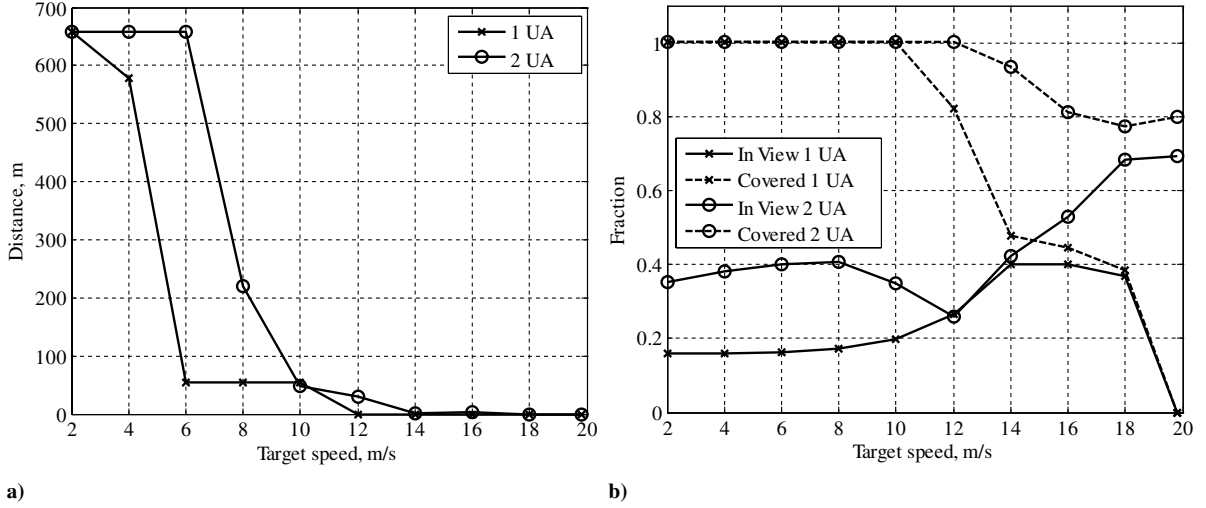 700
600
500
400
300
200
100
0
Distance, m
2 4 6 8 10 12 14 16 18 20
Target speed, m/s
1 UA
2 UA
a)
1
0.8
0.6
0.4
0.2
0
Fraction
2 4 6 8 10 12 14 16 18 20
Target speed, m/s
In View 1 UA
Covered 1 UA
In View 2 UA
Covered 2 UA
b)